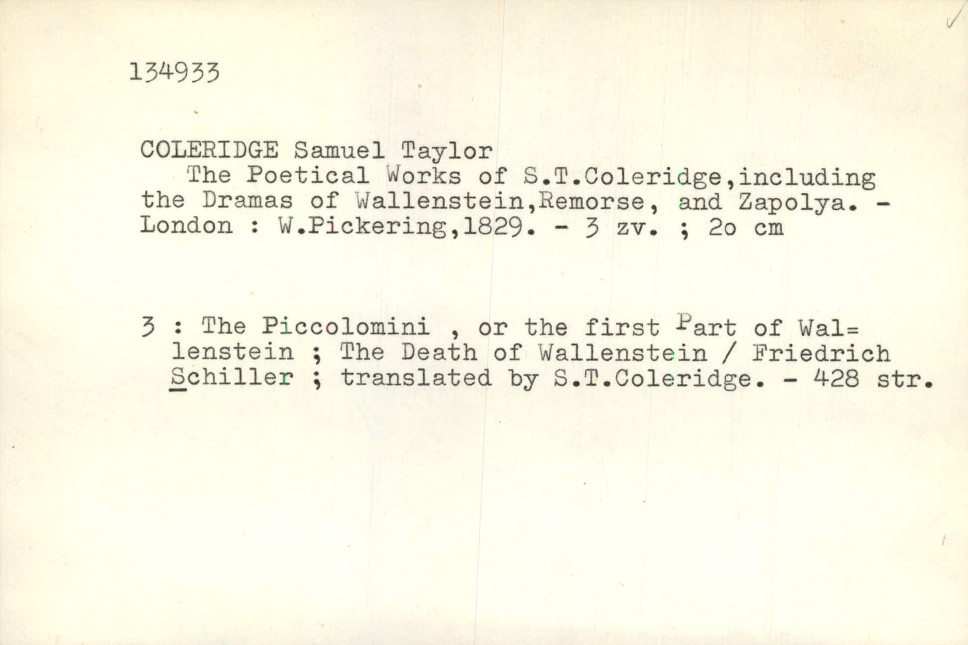 134933
COLERIDGE Samuel Taylor
The Poetical Works of S.T.Coleridge,including
the Dramas of Wallenstein,Remorse, and Zapolya. -
London : W.Pickering,1829. - 3 zv. ; 2o cm
3 : The Piccolomini , or the first Part of Wal=
lenstein ; The Death of Wallenstein / Friedrich
Schiller ; translated by S.T.Coleridge. - 428 str.